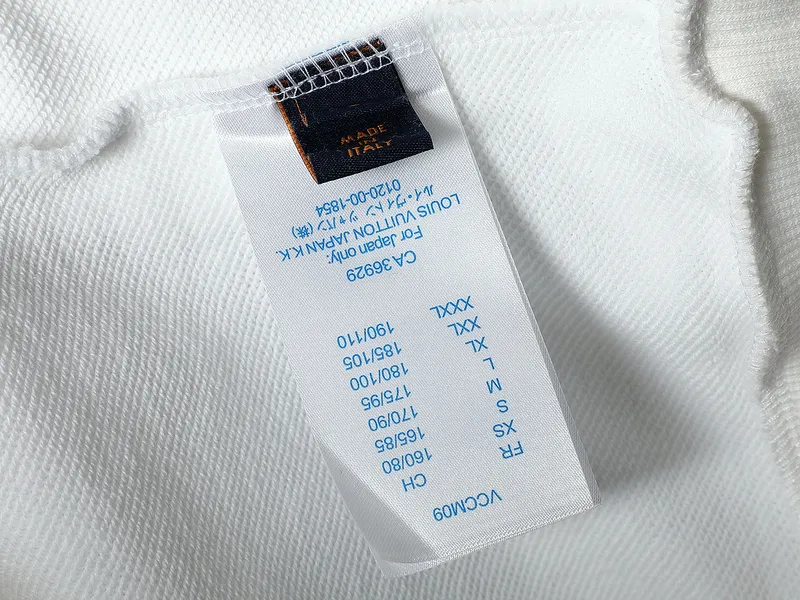 MADE
IN
ITALY
VCCM09
FR CH
XS 160/80
S 165/85
M 170/90
L 175/95
XL 180/100
XXL 185/105
XXXL 190/110
CA 36929
For Japan only:
LOUIS VUITTON JAPAN K.K.
ルイ・ヴィトン ジャパン (株)
0120-00-1854